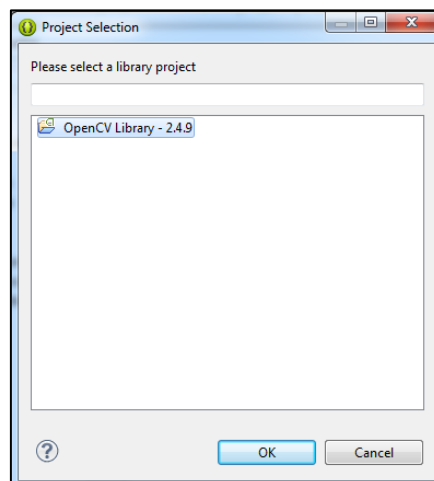 Project Selection
Please select a library project
OpenCV Library - 2.4.9
?
OK
Cancel